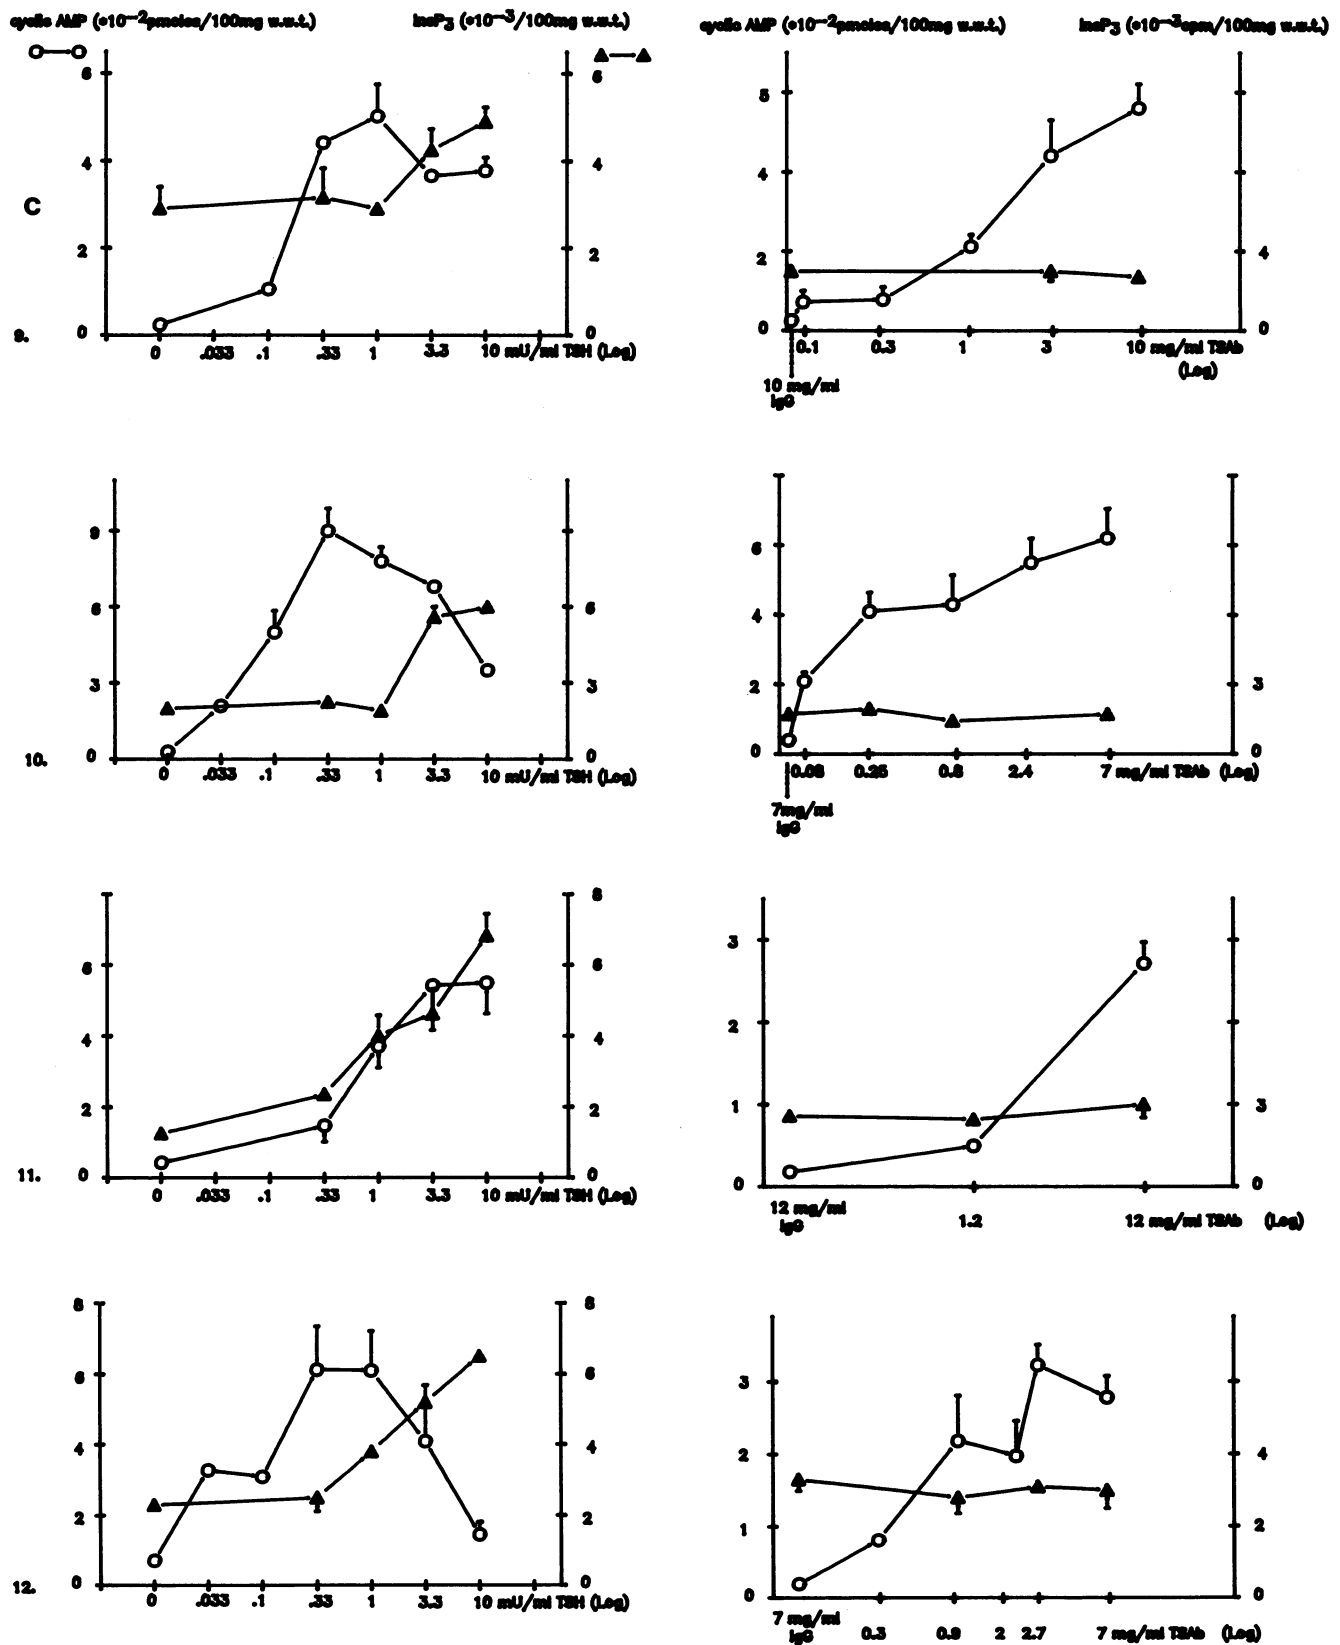 cyclic AMP (*10⁻²pmoles/100mg w.w.t.) InsP₃ (*10⁻³/100mg w.w.t.) cyclic AMP (*10⁻²pmoles/100mg w.w.t.) InsP₃ (*10⁻³cpm/100mg w.w.t.)
6 6 5
4 4 4
C
2 2 2 4
0 0 0 0
9.
0 .033 .1 .33 1 3.3 10 mU/ml TSH (Log) 0.1 0.3 1 3 10 mg/ml TSAb
(Log)
10 mg/ml
IgG
9 6
6 6 4
3 3 2 3
0 0 0 0
10.
0 .033 .1 .33 1 3.3 10 mU/ml TSH (Log) 0.08 0.25 0.8 2.4 7 mg/ml TSAb (Log)
7mg/ml
IgG
8
6 6 3
4 4 2
2 2 1 3
0 0 0 0
11.
0 .033 .1 .33 1 3.3 10 mU/ml TSH (Log) 12 mg/ml
IgG 1.2 12 mg/ml TSAb (Log)
8 8
6 6 3
4 4 2 4
2 2 1 2
0 0 0 0
12.
0 .033 .1 .33 1 3.3 10 mU/ml TSH (Log) 7 mg/ml
IgG 0.3 0.9 2 2.7 7 mg/ml TSAb (Log)